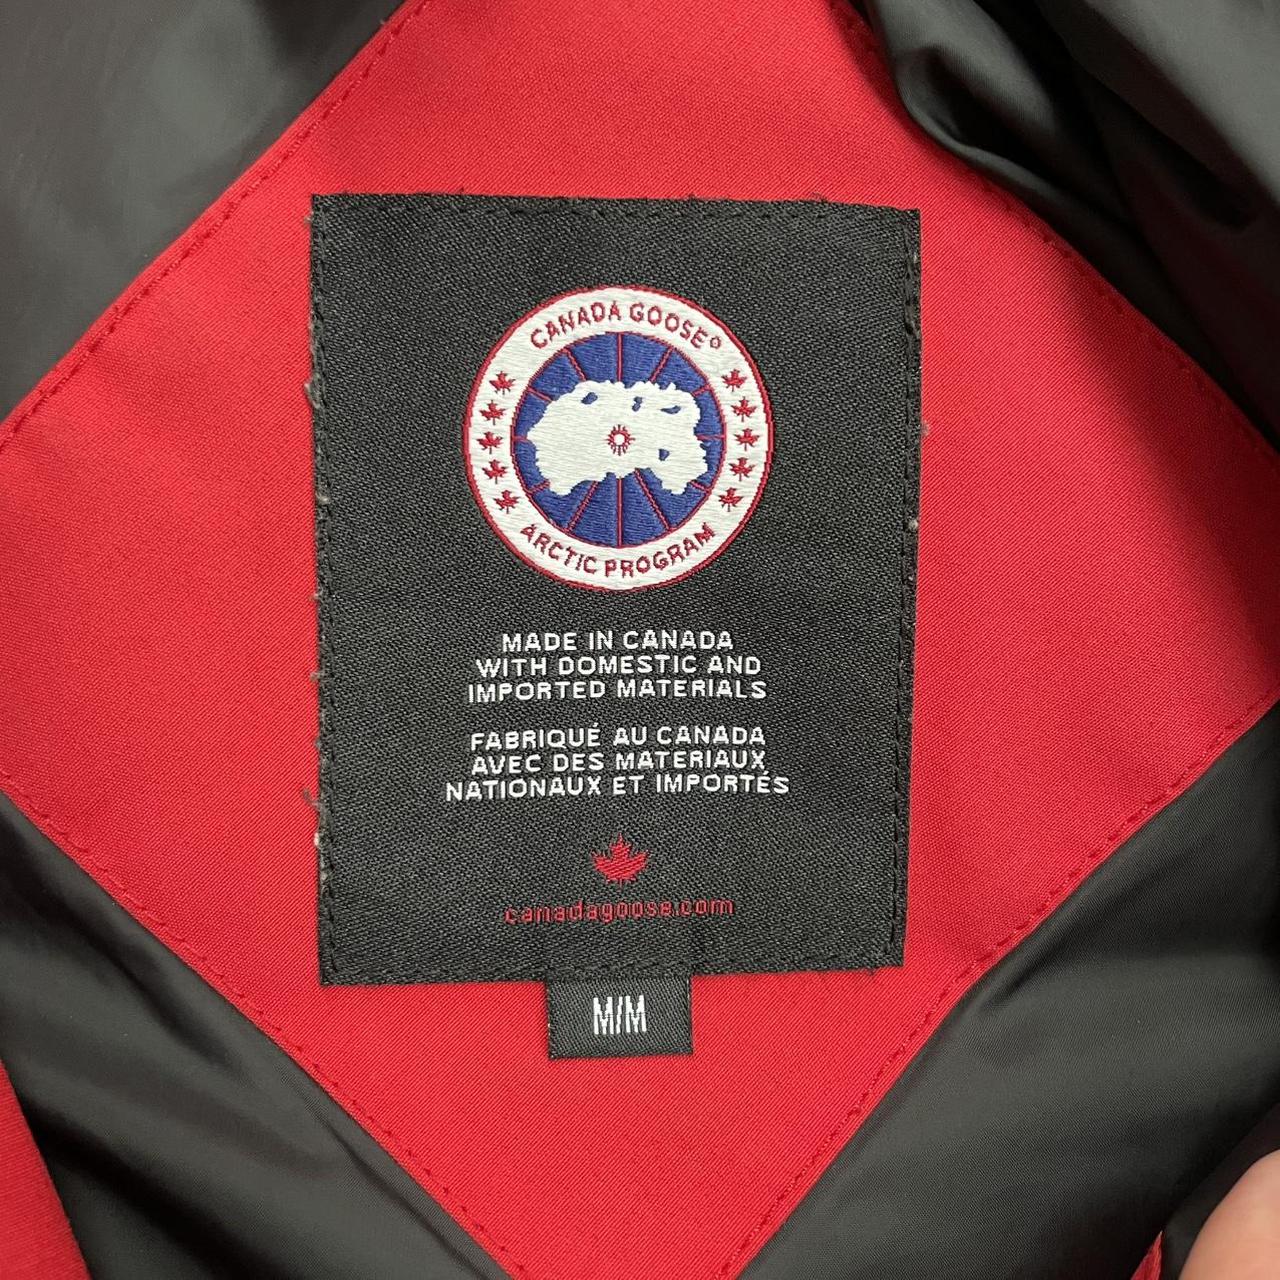 CANADA GOOSE®
ARCTIC PROGRAM
MADE IN CANADA
WITH DOMESTIC AND
IMPORTED MATERIALS
FABRIQUÉ AU CANADA
AVEC DES MATERIAUX
NATIONAUX ET IMPORTÉS
canadagoose.com
M/M